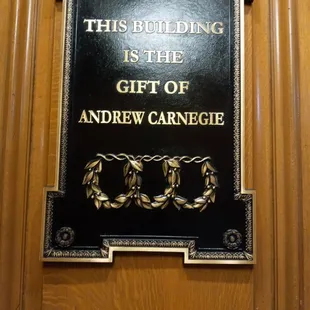 THIS BUILDING
IS THE
GIFT OF
ANDREW CARNEGIE